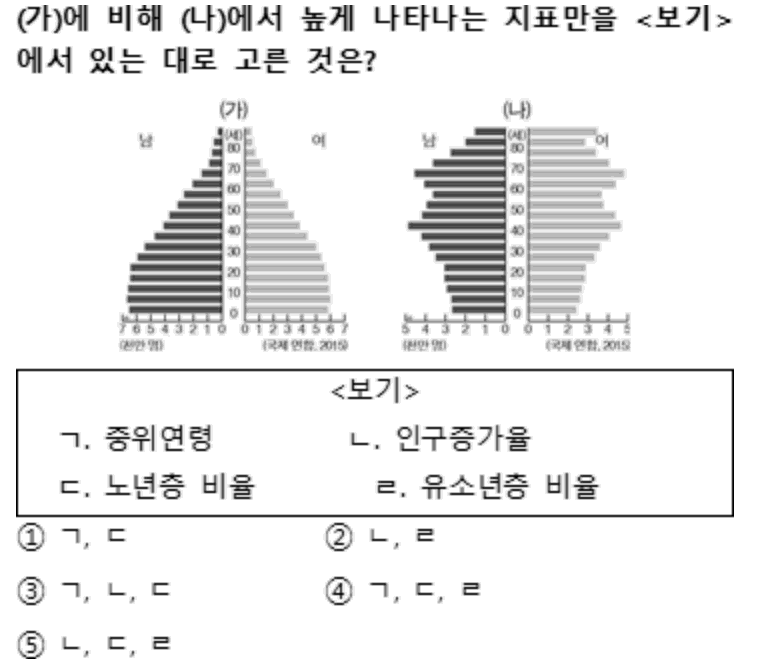 (가)에 비해 (나)에서 높게 나타나는 지표만을 <보기>
에서 있는 대로 고른 것은?
(가) (나)
남 (세) 여 남 (세) 여
80 80
70 70
60 60
50 50
40 40
30 30
20 20
10 10
0 0
7 6 5 4 3 2 1 0 0 1 2 3 4 5 6 7 5 4 3 2 1 0 0 1 2 3 4 5
(천만 명) (국제 연합, 2015) (천만 명) (국제 연합, 2015)
<보기>
ㄱ. 중위연령 ㄴ. 인구증가율
ㄷ. 노년층 비율 ㄹ. 유소년층 비율
① ㄱ, ㄷ ② ㄴ, ㄹ
③ ㄱ, ㄴ, ㄷ ④ ㄱ, ㄷ, ㄹ
⑤ ㄴ, ㄷ, ㄹ